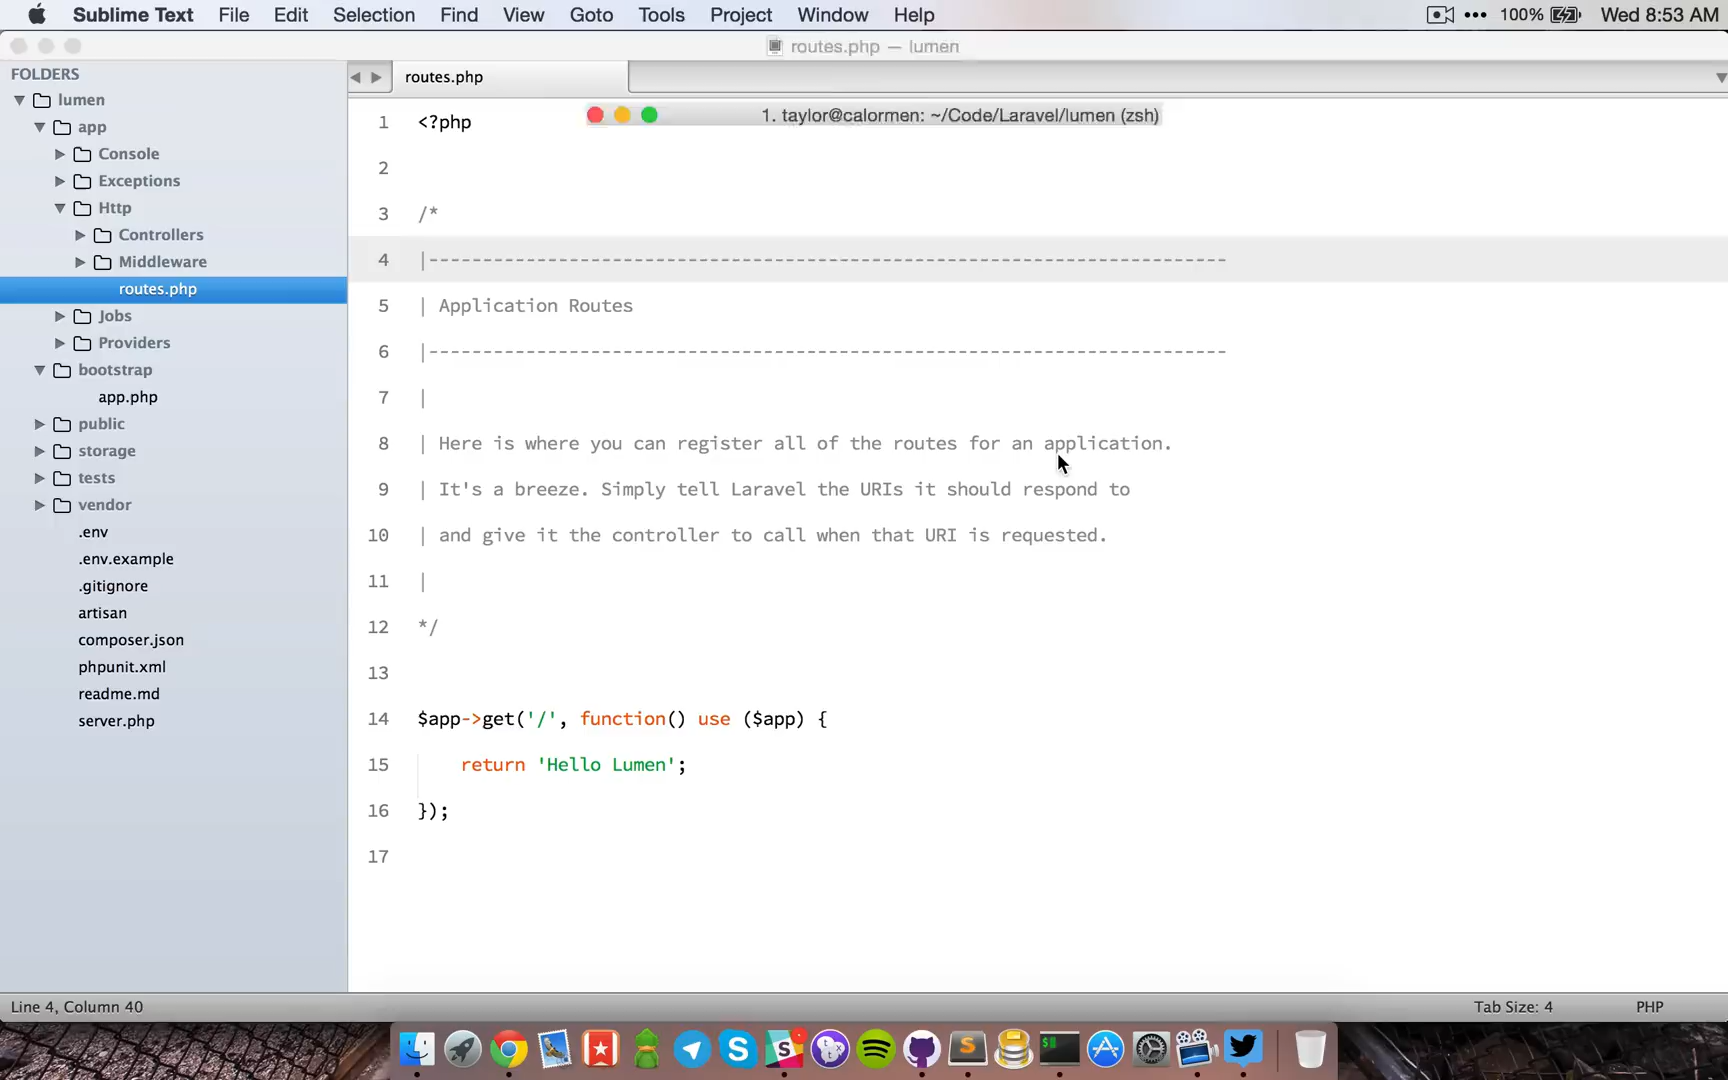 Sublime Text File Edit Selection Find View Goto Tools Project Window Help 100% Wed 8:53 AM
routes.php — lumen
FOLDERS
lumen
app
Console
Exceptions
Http
Controllers
Middleware
routes.php
Jobs
Providers
bootstrap
app.php
public
storage
tests
vendor
.env
.env.example
.gitignore
artisan
composer.json
phpunit.xml
readme.md
server.php
routes.php
1. taylor@calormen: ~/Code/Laravel/lumen (zsh)
1 <?php
2
3 /*
4 |--------------------------------------------------------------------------
5 | Application Routes
6 |--------------------------------------------------------------------------
7 |
8 | Here is where you can register all of the routes for an application.
9 | It's a breeze. Simply tell Laravel the URIs it should respond to
10 | and give it the controller to call when that URI is requested.
11 |
12 */
13
14 $app->get('/', function() use ($app) {
15     return 'Hello Lumen';
16 });
17
Line 4, Column 40 Tab Size: 4 PHP